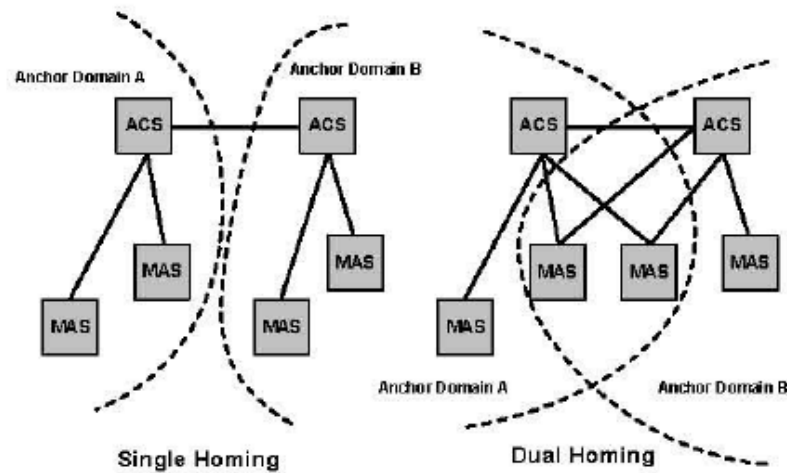 Anchor Domain A
Anchor Domain B
ACS
ACS
MAS
MAS
MAS
MAS
Single Homing
ACS
ACS
MAS
MAS
MAS
MAS
Anchor Domain A
Anchor Domain B
Dual Homing